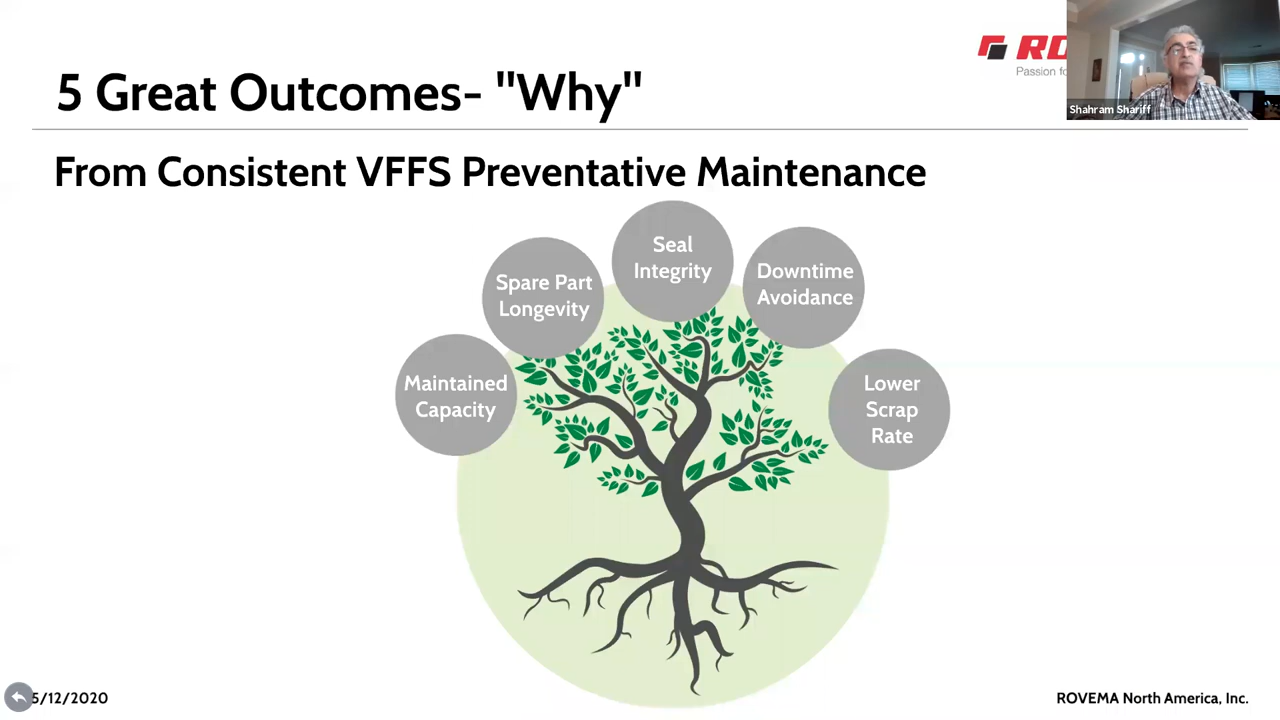 5 Great Outcomes- "Why"
Passion
Shahram Shariff
From Consistent VFFS Preventative Maintenance
Seal
Integrity
Spare Part
Longevity
Downtime
Avoidance
Maintained
Capacity
Lower
Scrap
Rate
5/12/2020
ROVEMA North America, Inc.